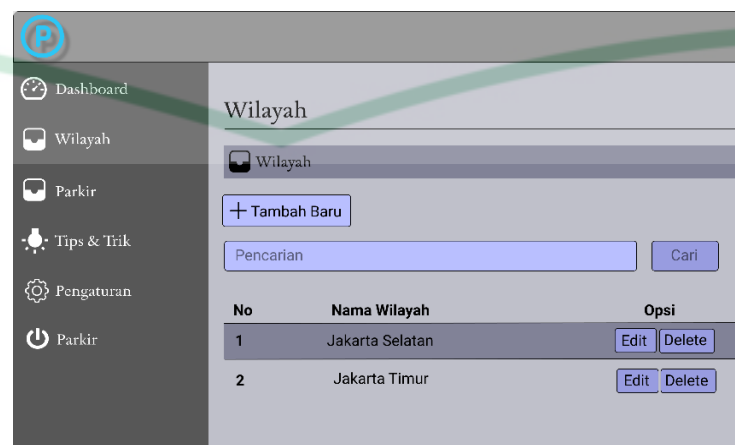 P
Dashboard
Wilayah
Parkir
Tips & Trik
Pengaturan
Parkir
Wilayah
Wilayah
+ Tambah Baru
Pencarian Cari
No Nama Wilayah Opsi
1 Jakarta Selatan Edit Delete
2 Jakarta Timur Edit Delete